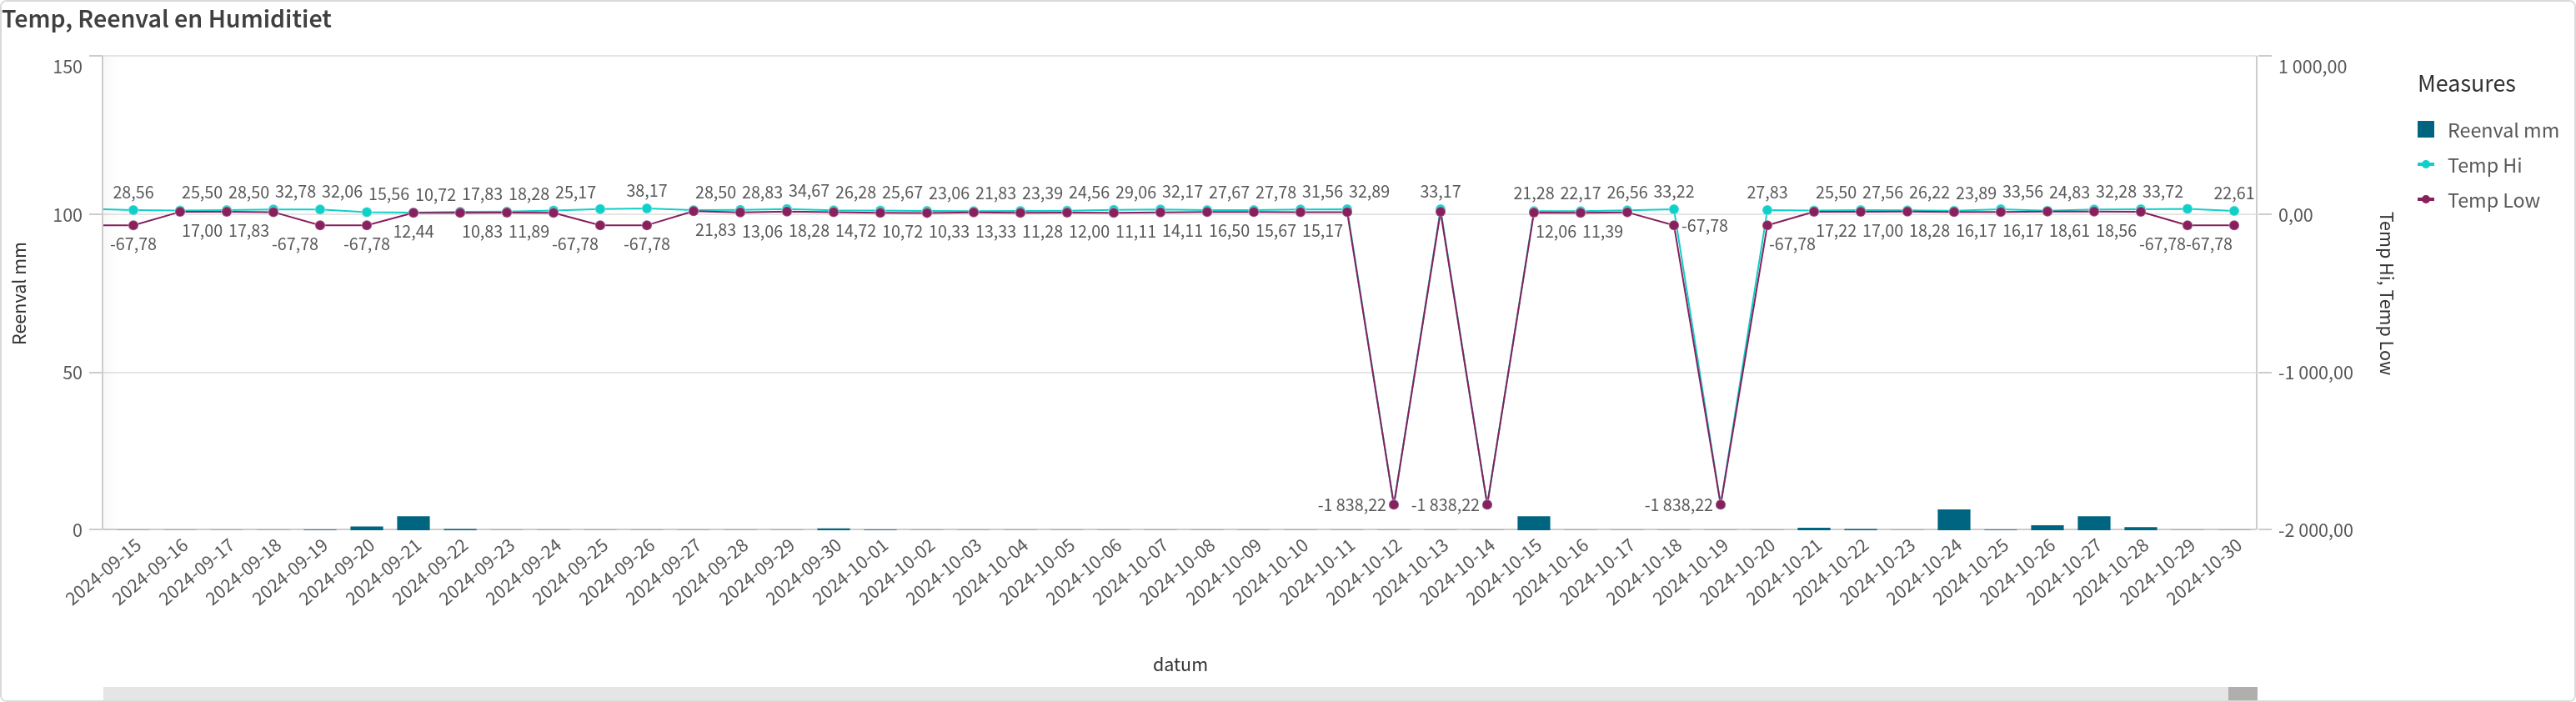 Temp, Reenval en Humiditiet
150
100
50
0
Reenval mm
1 000,00
0,00
-1 000,00
-2 000,00
Temp Hi, Temp Low
Measures
Reenval mm
Temp Hi
Temp Low
28,56 25,50 28,50 32,78 32,06 15,56 10,72 17,83 18,28 25,17 38,17 28,50 28,83 34,67 26,28 25,67 23,06 21,83 23,39 24,56 29,06 32,17 27,67 27,78 31,56 32,89 33,17 21,28 22,17 26,56 33,22 27,83 25,50 27,56 26,22 23,89 33,56 24,83 32,28 33,72 22,61
-67,78 17,00 17,83 -67,78 -67,78 12,44 10,83 11,89 -67,78 -67,78 21,83 13,06 18,28 14,72 10,72 10,33 13,33 11,28 12,00 11,11 14,11 16,50 15,67 15,17 12,06 11,39 -67,78 -67,78 17,22 17,00 18,28 16,17 16,17 18,61 18,56 -67,78 -67,78
-1 838,22 -1 838,22 -1 838,22
2024-09-15 2024-09-16 2024-09-17 2024-09-18 2024-09-19 2024-09-20 2024-09-21 2024-09-22 2024-09-23 2024-09-24 2024-09-25 2024-09-26 2024-09-27 2024-09-28 2024-09-29 2024-09-30 2024-10-01 2024-10-02 2024-10-03 2024-10-04 2024-10-05 2024-10-06 2024-10-07 2024-10-08 2024-10-09 2024-10-10 2024-10-11 2024-10-12 2024-10-13 2024-10-14 2024-10-15 2024-10-16 2024-10-17 2024-10-18 2024-10-19 2024-10-20 2024-10-21 2024-10-22 2024-10-23 2024-10-24 2024-10-25 2024-10-26 2024-10-27 2024-10-28 2024-10-29 2024-10-30
datum